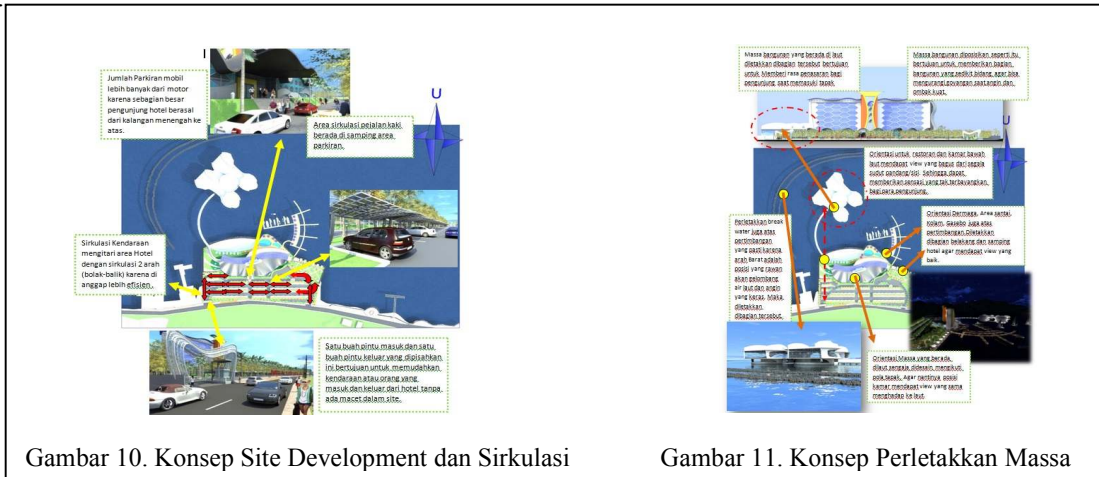 Jumlah Parkiran mobil
lebih banyak dari motor
karena sebagian besar
pengunjung hotel berasal
dari kalangan menengah ke
atas.
Area sirkulasi pejalan kaki
berada di samping area
parkiran.
U
Sirkulasi Kendaraan
mengitari area Hotel
dengan sirkulasi 2 arah
(bolak-balik) karena di
anggap lebih efisien.
Satu buah pintu masuk dan satu
buah pintu keluar yang dipisahkan
ini bertujuan untuk memudahkan
kendaraan atau orang yang
masuk dan keluar dari hotel tanpa
ada macet dalam site.
Gambar 10. Konsep Site Development dan Sirkulasi
Massa bangunan yang berada di laut
diletakkan dibagian tersebut bertujuan
untuk Memberi rasa penasaran bagi
pengunjung saat memasuki tapak.
Massa bangunan diposisikan seperti itu
bertujuan untuk memberikan bagian
bangunan yang sedikit bidang agar bisa
mengurangi goyangan saat angin dan
ombak kuat.
U
Orientasi untuk restoran dan kamar bawah
laut mendapat view yang bagus dari segala
sudut pandang/sisi. Sehingga dapat
memberikan sensasi yang tak terbayangkan
bagi para pengunjung.
Perletakkan break
water juga atas
pertimbangan
yang pasti karena
arah Barat adalah
posisi yang rawan
akan gelombang
air laut dan angin
yang keras. Maka
diletakkan
dibagian tersebut.
Orientasi Dermaga, Area santai,
Kolam, Gasebo juga atas
pertimbangan Diletakkan
dibagian belakang dan samping
hotel agar mendapat view yang
baik.
Orientasi Massa yang berada
dilaut sengaja didesain mengikuti
pola tapak. Agar nantinya posisi
kamar mendapat view yang sama
menghadap ke laut.
Gambar 11. Konsep Perletakkan Massa